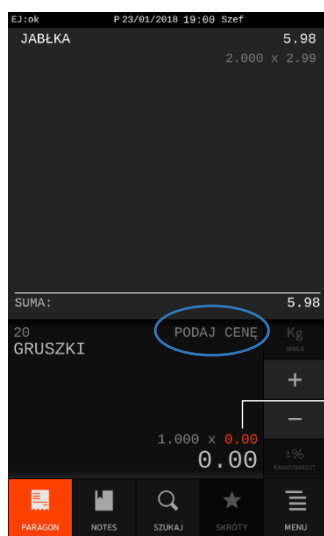 EJ:ok P 23/01/2018 19:00 Szef
JABŁKA 5.98
2.000 x 2.99
SUMA: 5.98
20 PODAJ CENĘ
GRUSZKI
Kg
WAGA
+
−
1.000 x 0.00
0.00
±%
RABAT/NARZUT
PARAGON NOTES SZUKAJ SKRÓTY MENU